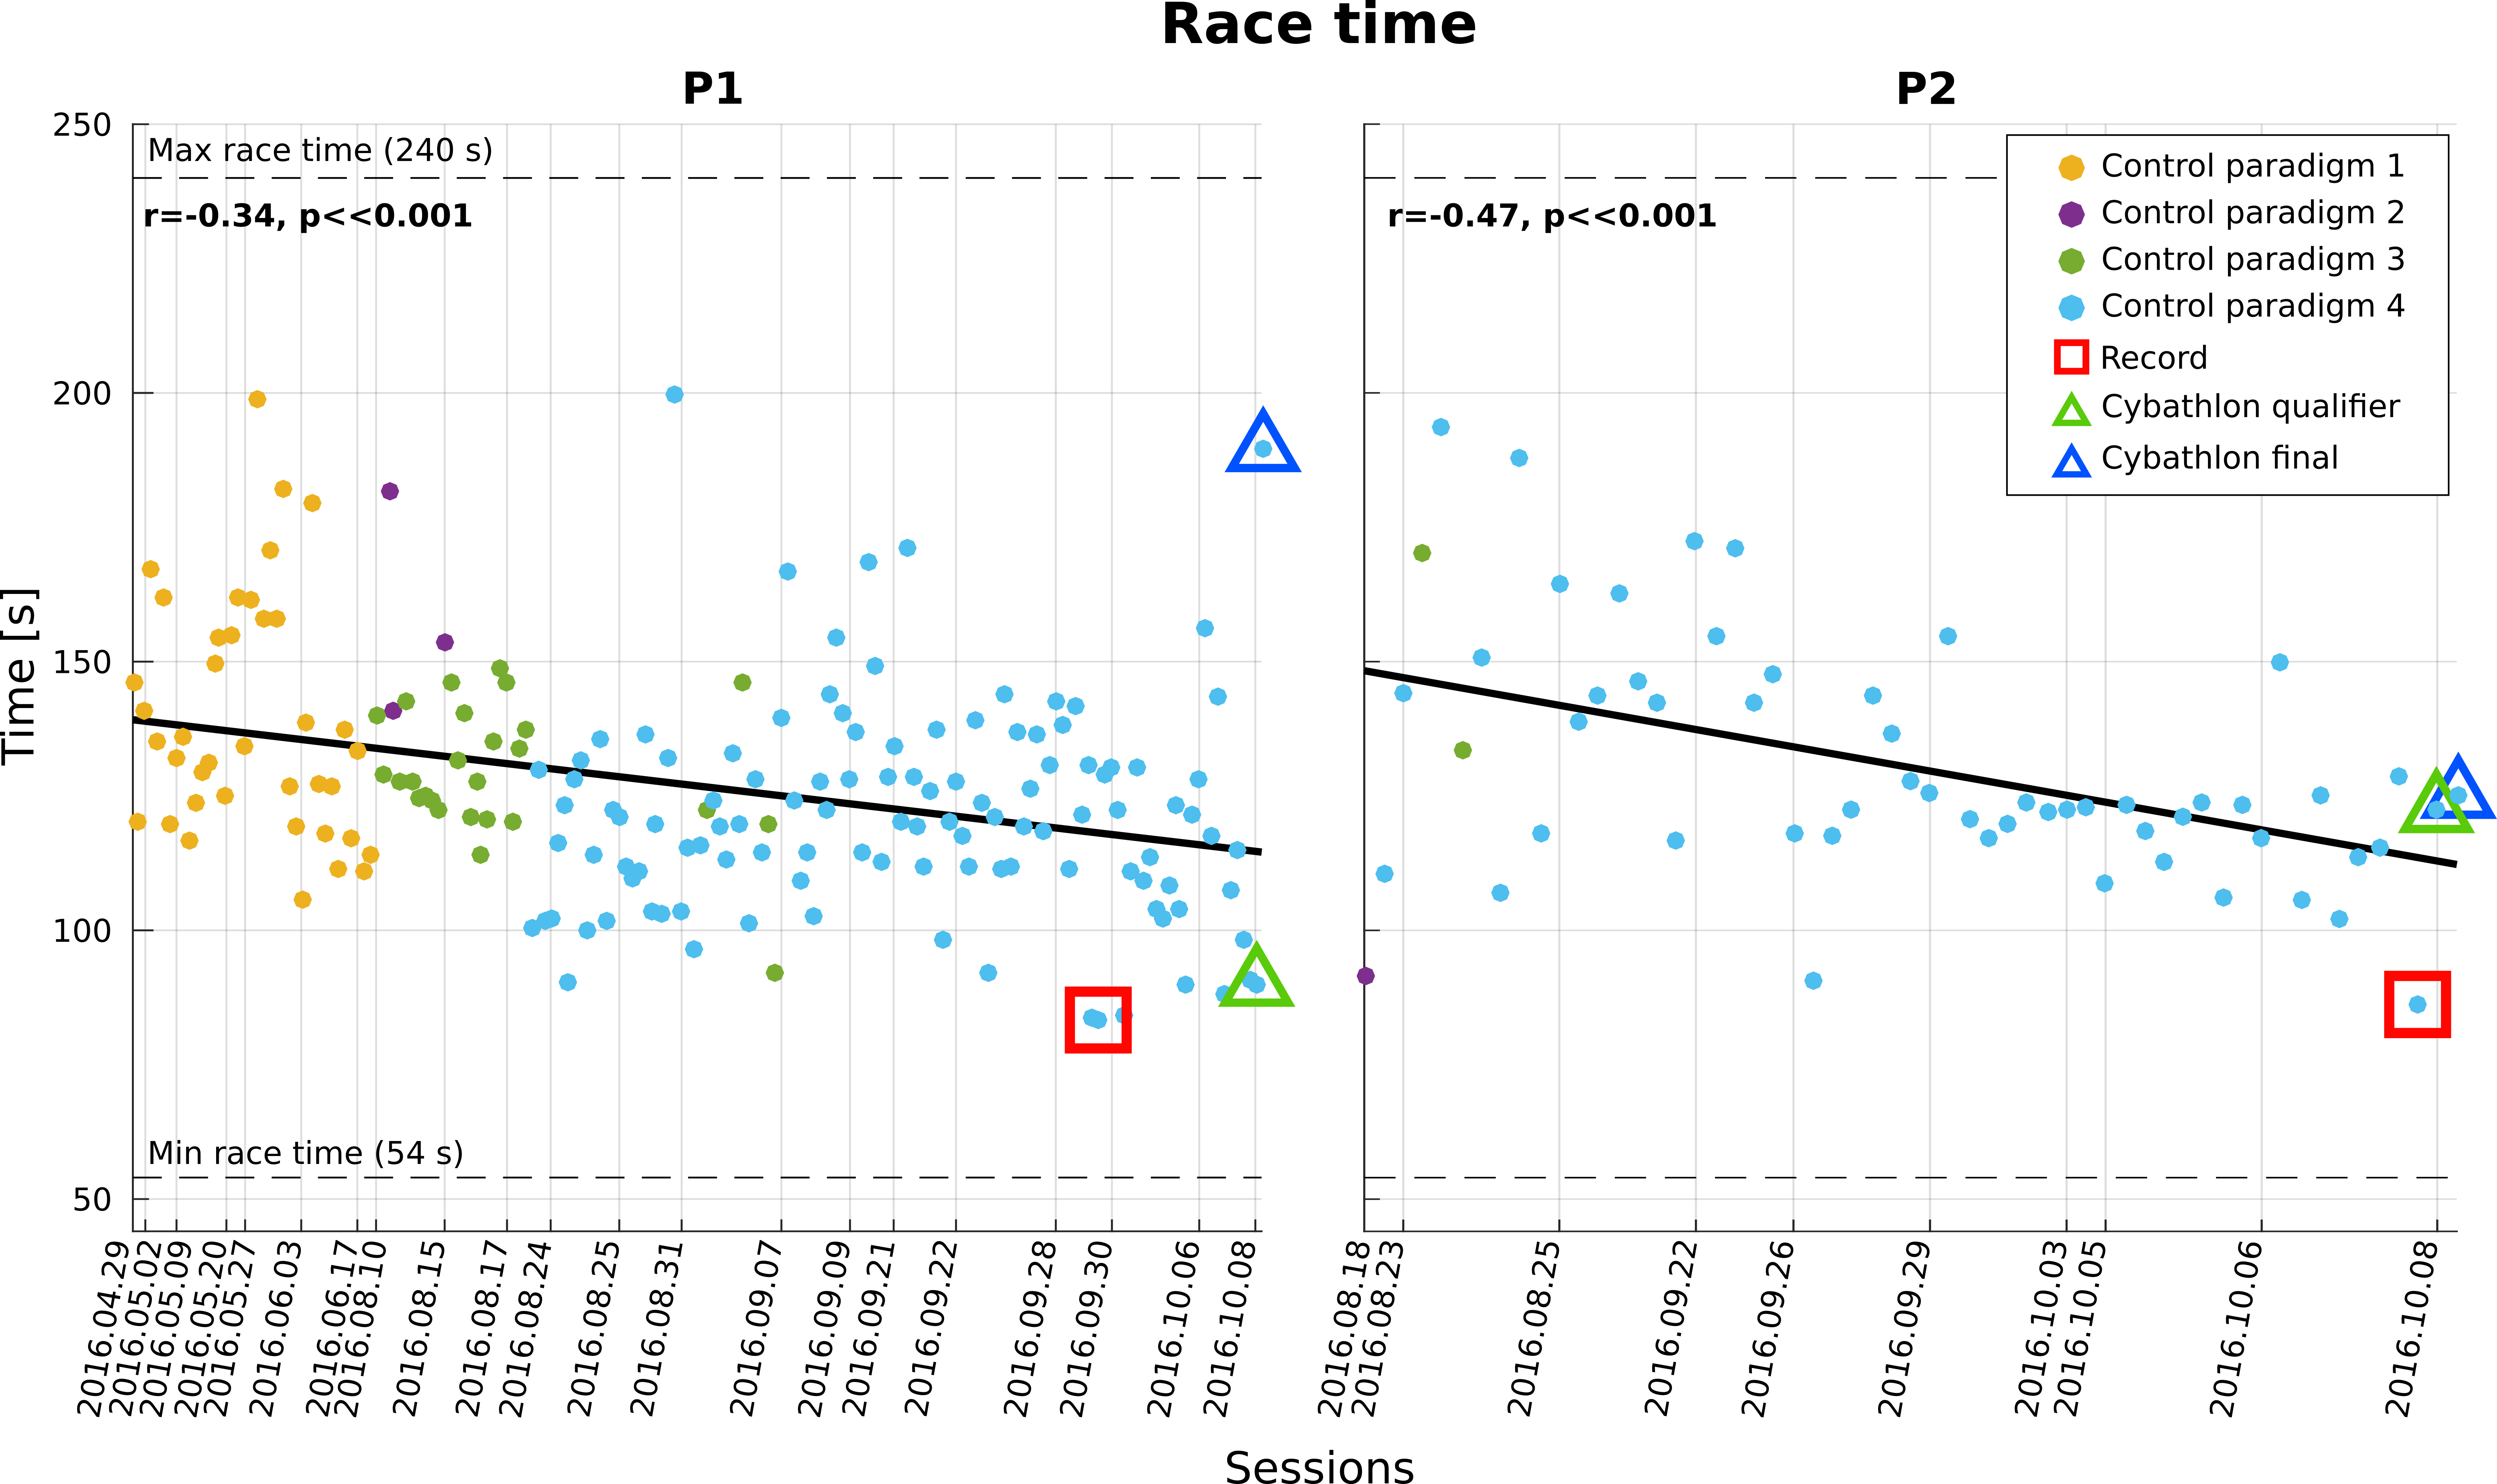 Race time
P1
P2
250
200
150
100
50
Time [s]
Max race time (240 s)
r=-0.34, p<<0.001
Min race time (54 s)
r=-0.47, p<<0.001
Control paradigm 1
Control paradigm 2
Control paradigm 3
Control paradigm 4
Record
Cybathlon qualifier
Cybathlon final
2016.04.29
2016.05.02
2016.05.09
2016.05.20
2016.05.27
2016.06.03
2016.06.17
2016.08.10
2016.08.15
2016.08.17
2016.08.24
2016.08.25
2016.08.31
2016.09.07
2016.09.09
2016.09.21
2016.09.22
2016.09.28
2016.09.30
2016.10.06
2016.10.08
2016.08.18
2016.08.23
2016.08.25
2016.09.22
2016.09.26
2016.09.29
2016.10.03
2016.10.05
2016.10.06
2016.10.08
Sessions